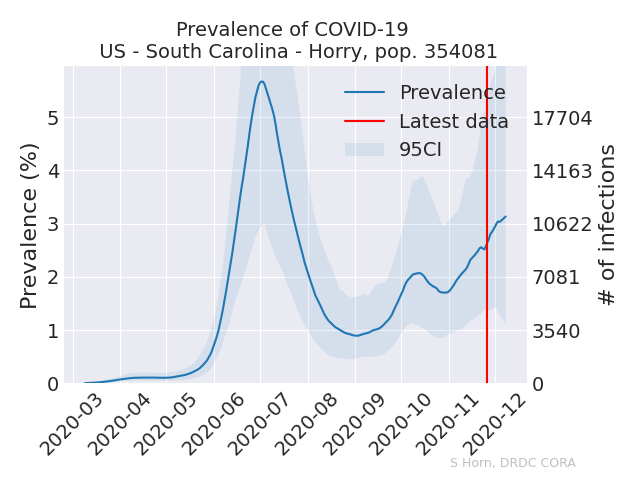 Prevalence of COVID-19
US - South Carolina - Horry, pop. 354081
Prevalence
Latest data
95CI
Prevalence (%)
5
4
3
2
1
0
17704
14163
10622
7081
3540
0
# of infections
2020-03
2020-04
2020-05
2020-06
2020-07
2020-08
2020-09
2020-10
2020-11
2020-12
S Horn, DRDC CORA